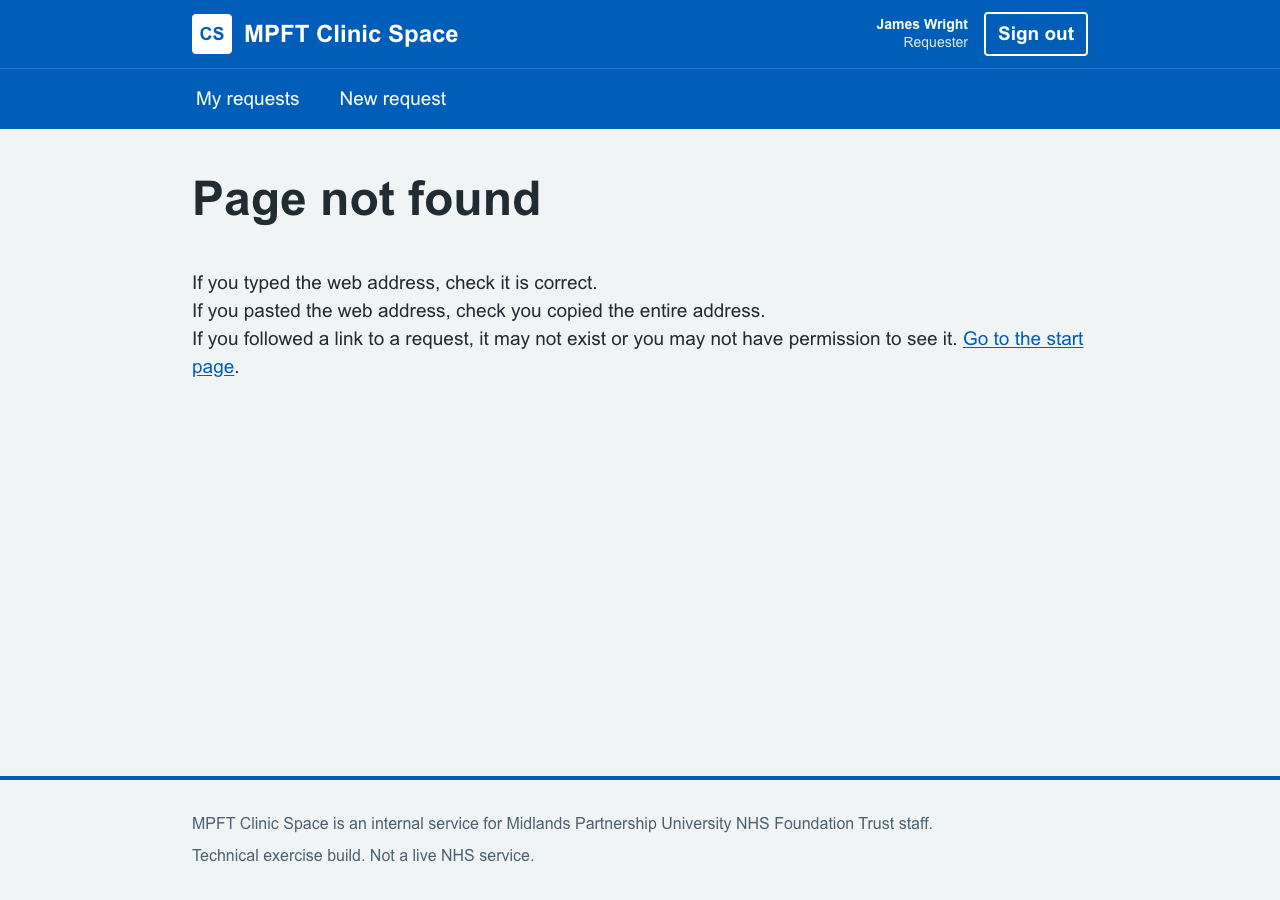 CS MPFT Clinic Space
James Wright
Requester
Sign out
My requests New request
Page not found
If you typed the web address, check it is correct.
If you pasted the web address, check you copied the entire address.
If you followed a link to a request, it may not exist or you may not have permission to see it. Go to the start
page.
MPFT Clinic Space is an internal service for Midlands Partnership University NHS Foundation Trust staff.
Technical exercise build. Not a live NHS service.